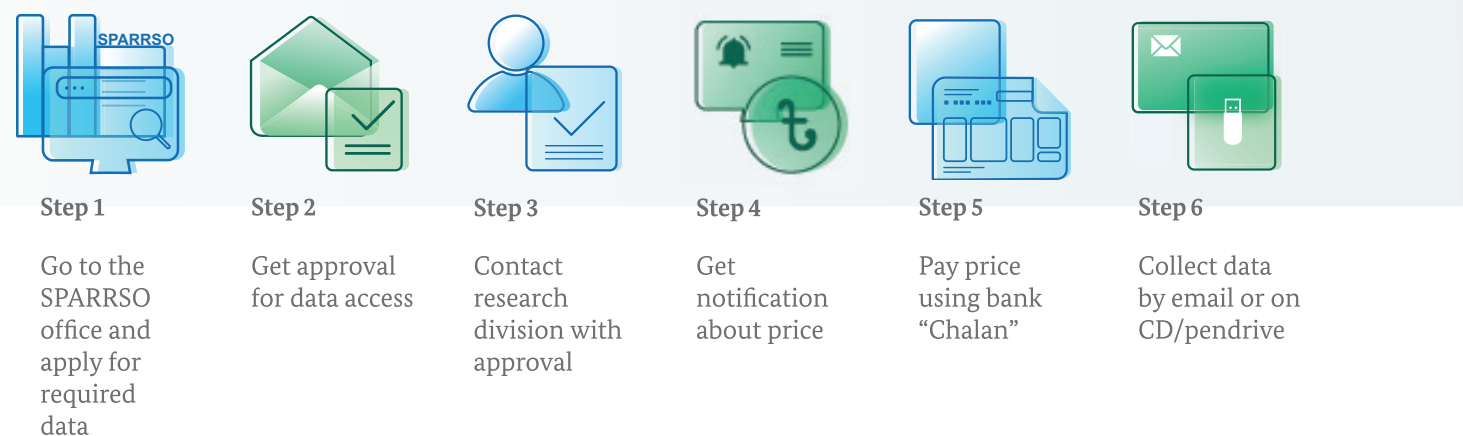 SPARRSO
Step 1
Go to the
SPARRSO
office and
apply for
required
data
Step 2
Get approval
for data access
Step 3
Contact
research
division with
approval
Step 4
Get
notification
about price
৳
Step 5
Pay price
using bank
“Chalan”
Step 6
Collect data
by email or on
CD/pendrive